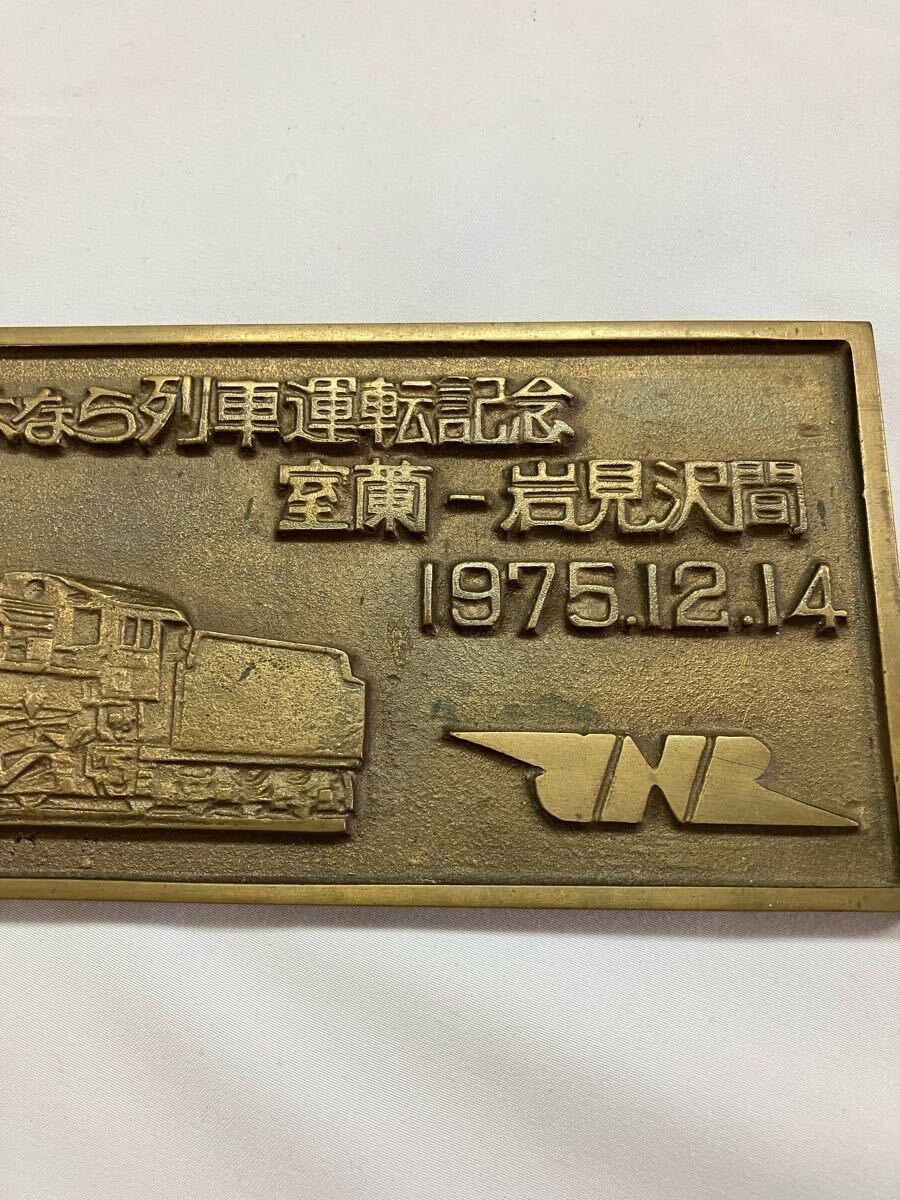 なら列車運転記念
室蘭-岩見沢間
1975.12.14
JNR